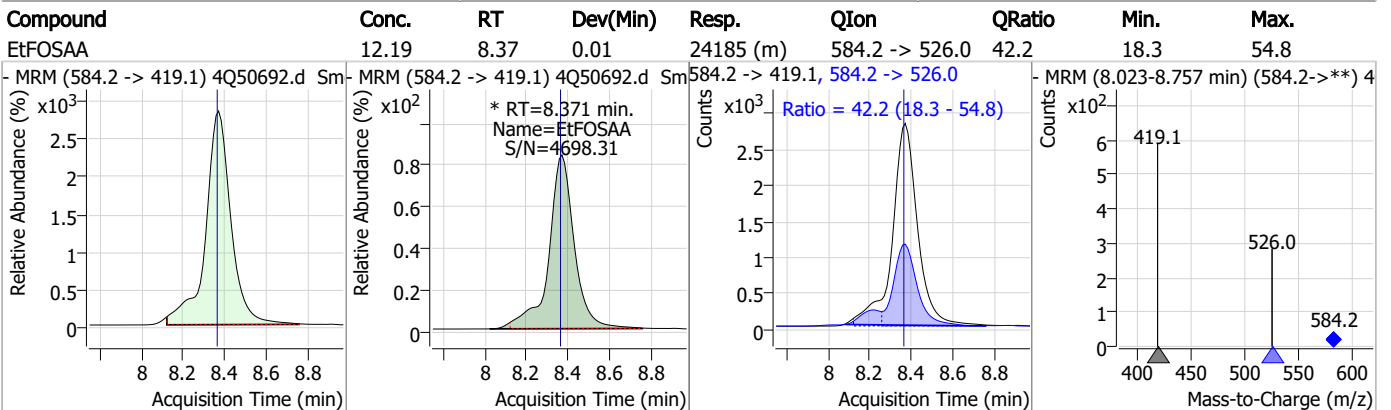 Compound Conc. RT Dev(Min) Resp. QIon QRatio Min. Max.
EtFOSAA 12.19 8.37 0.01 24185 (m) 584.2 -> 526.0 42.2 18.3 54.8
- MRM (584.2 -> 419.1) 4Q50692.d Sm
Relative Abundance (%)
x10³
2.5
2
1.5
1
0.5
0
8 8.2 8.4 8.6 8.8
Acquisition Time (min)
- MRM (584.2 -> 419.1) 4Q50692.d Sm
Relative Abundance (%)
x10²
* RT=8.371 min.
Name=EtFOSAA
S/N=4698.31
0.8
0.6
0.4
0.2
0
8 8.2 8.4 8.6 8.8
Acquisition Time (min)
584.2 -> 419.1, 584.2 -> 526.0
Counts
x10³
Ratio = 42.2 (18.3 - 54.8)
2.5
2
1.5
1
0.5
0
8 8.2 8.4 8.6 8.8
Acquisition Time (min)
- MRM (8.023-8.757 min) (584.2->**) 4
Counts
x10²
419.1
6
5
4
3
526.0
2
1
584.2
0
400 450 500 550 600
Mass-to-Charge (m/z)